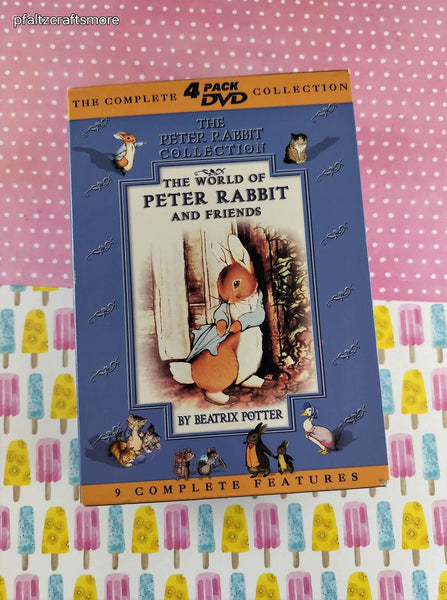 pfaltzcraftsmore
THE COMPLETE 4 PACK DVD COLLECTION
THE
PETER RABBIT
COLLECTION
THE WORLD OF
PETER RABBIT
AND FRIENDS
BY BEATRIX POTTER
9 COMPLETE FEATURES